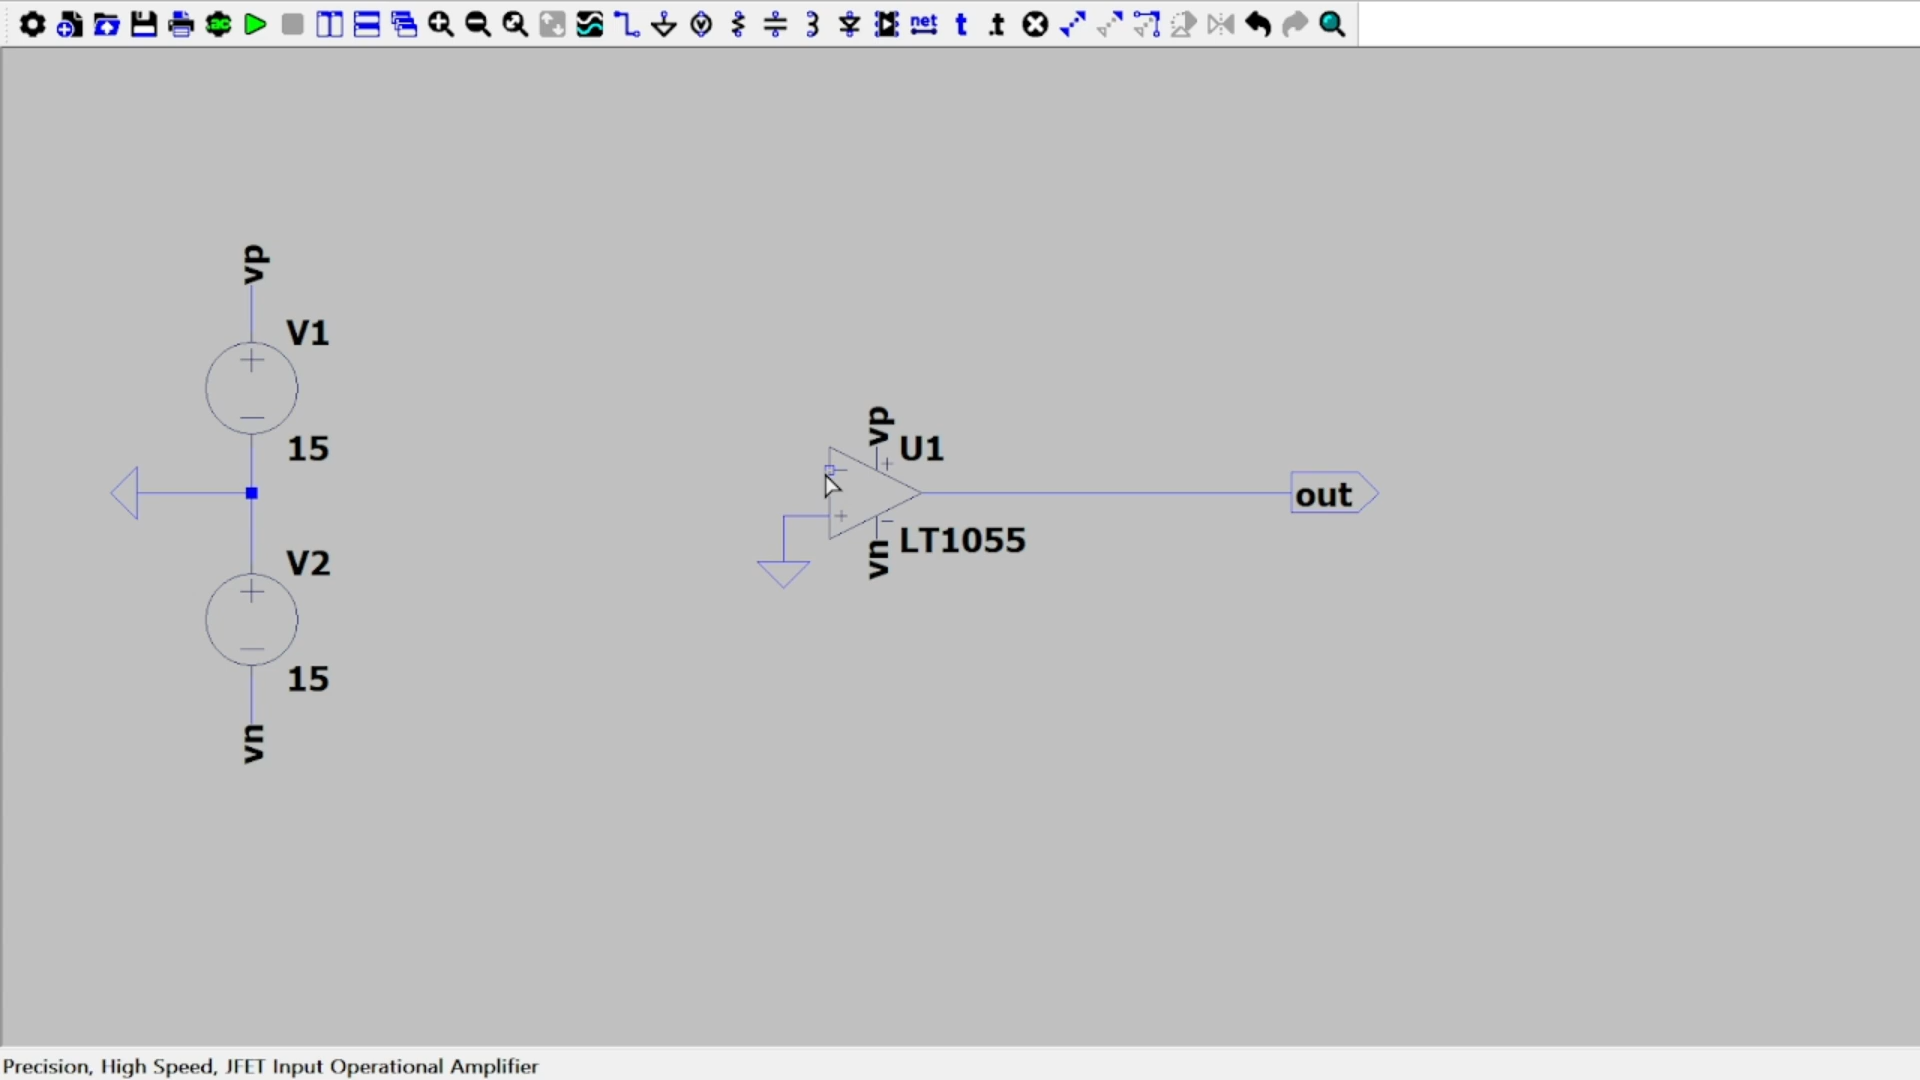 ac net t .t
vp
V1
15
V2
15
vn
vp
U1
out
LT1055
vn
Precision, High Speed, JFET Input Operational Amplifier